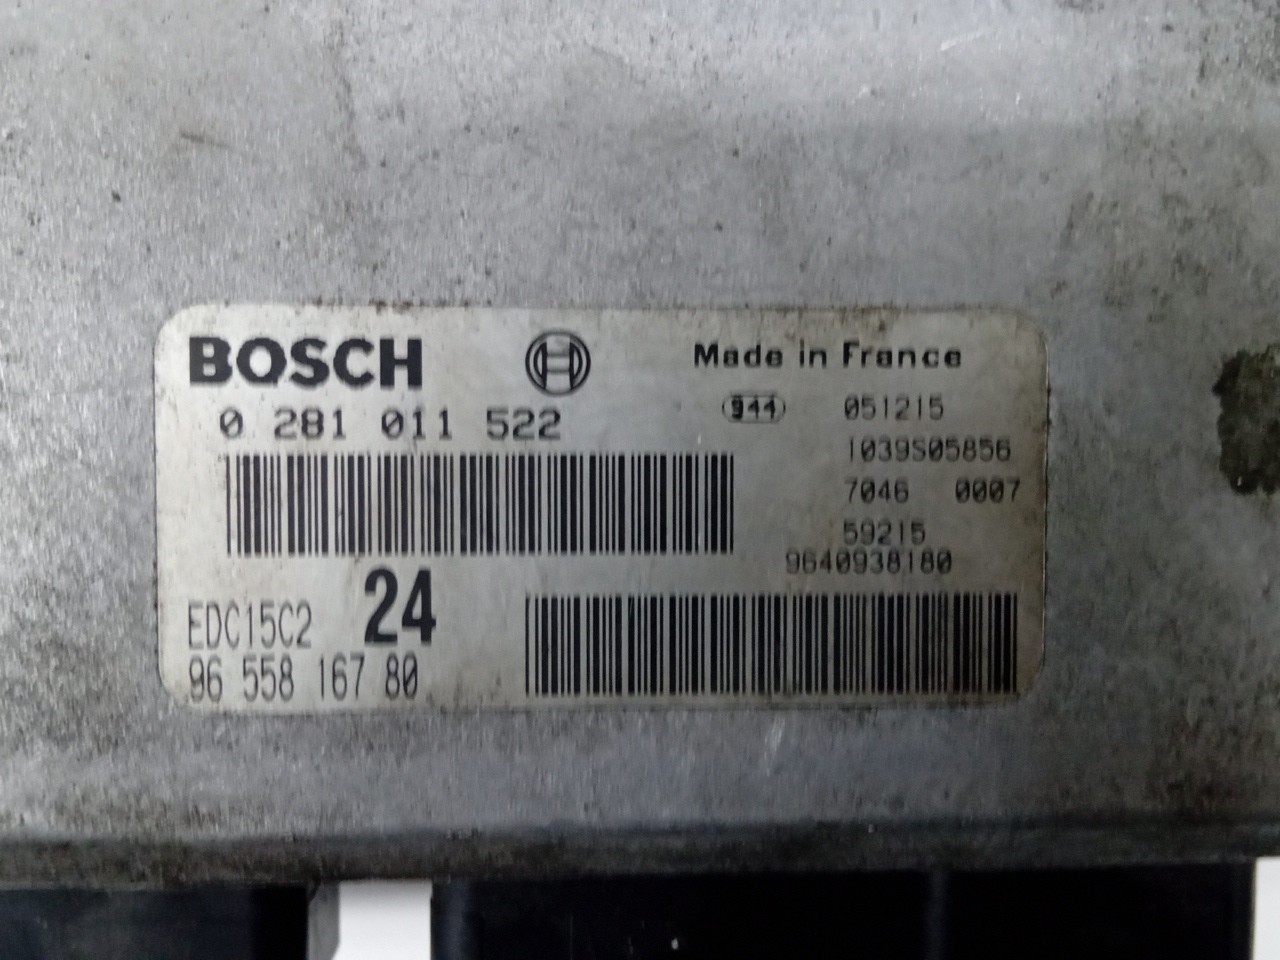 BOSCH
Made in France
0 281 011 522
944
051215
1039S05856
7046 0007
59215
9640938180
EDC15C2 24
96 558 167 80